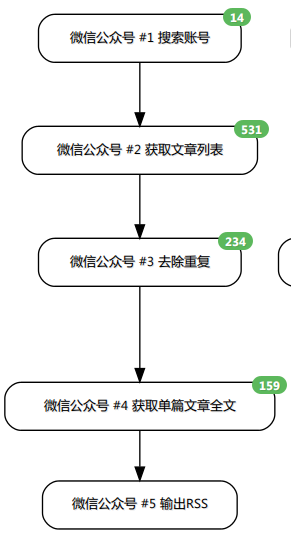 14
微信公众号 #1 搜索账号
531
微信公众号 #2 获取文章列表
234
微信公众号 #3 去除重复
159
微信公众号 #4 获取单篇文章全文
微信公众号 #5 输出RSS